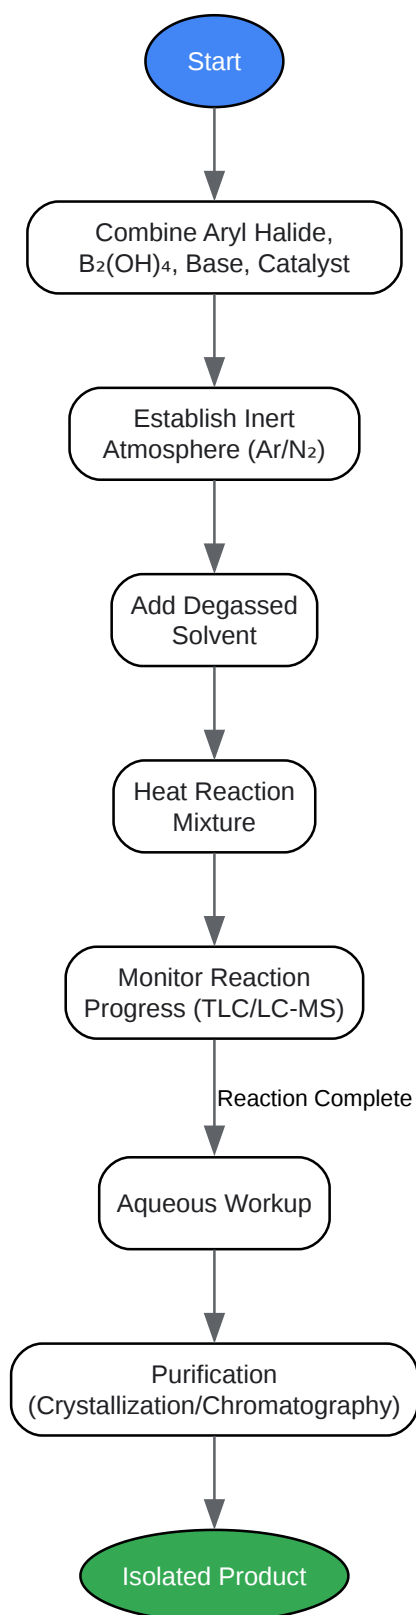 Start
Combine Aryl Halide,
B₂(OH)₄, Base, Catalyst
Establish Inert
Atmosphere (Ar/N₂)
Add Degassed
Solvent
Heat Reaction
Mixture
Monitor Reaction
Progress (TLC/LC-MS)
Reaction Complete
Aqueous Workup
Purification
(Crystallization/Chromatography)
Isolated Product